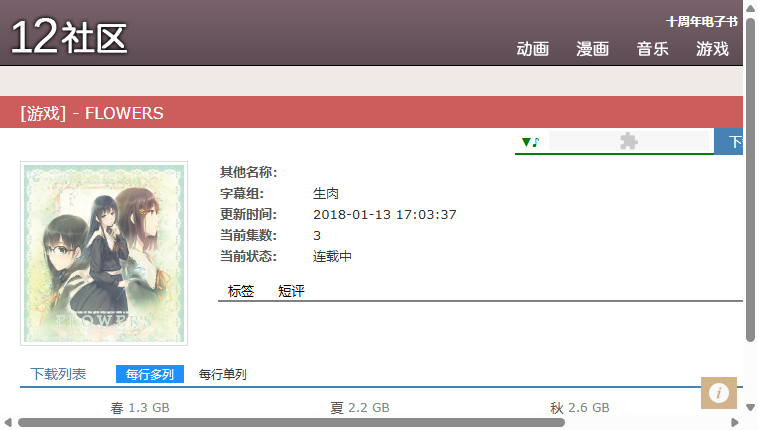 12社区
十周年电子书
动画 漫画 音乐 游戏
[游戏] - FLOWERS
▼♪
其他名称:
字幕组: 生肉
更新时间: 2018-01-13 17:03:37
当前集数: 3
当前状态: 连载中
标签 短评
FLOWERS
下载列表 每行多列 每行单列
春 1.3 GB 夏 2.2 GB 秋 2.6 GB